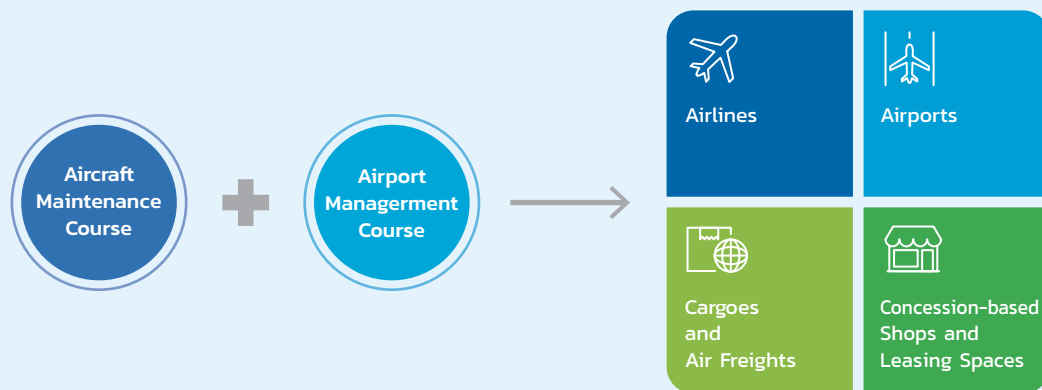 Aircraft
Maintenance
Course
Airport
Managerment
Course
Airlines
Airports
Cargoes
and
Air Freights
Concession-based
Shops and
Leasing Spaces